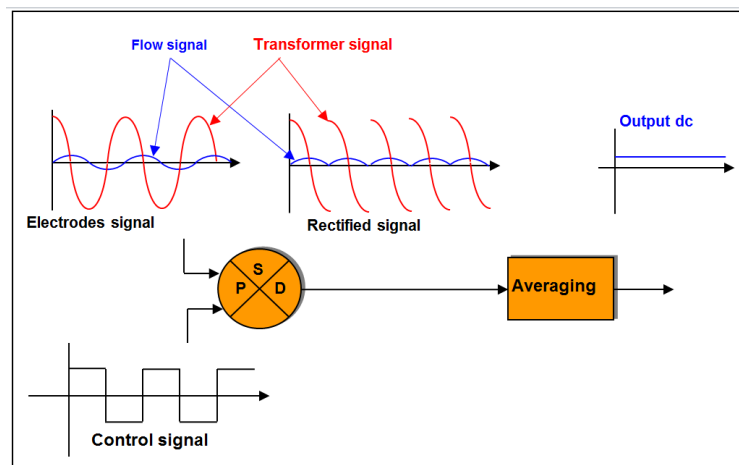 Flow signal
Transformer signal
Output dc
Electrodes signal
Rectified signal
S
P D
Averaging
Control signal